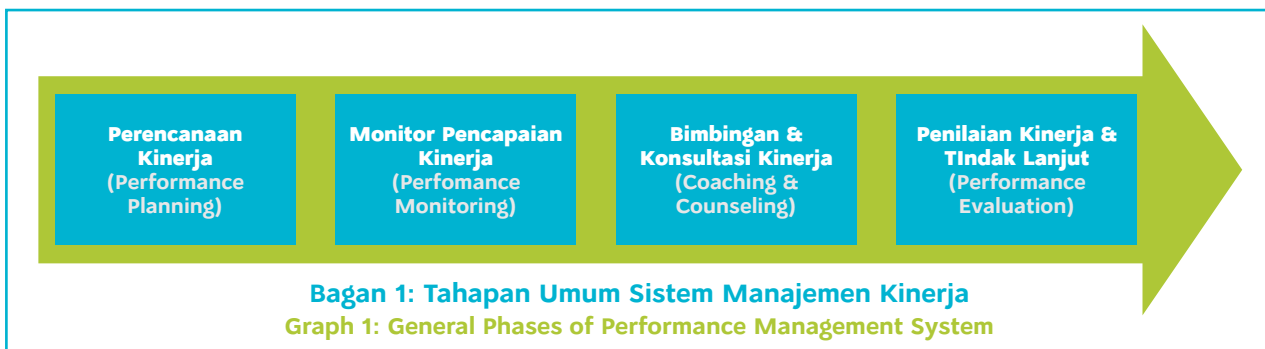 Perencanaan
Kinerja
(Performance
Planning)
Monitor Pencapaian
Kinerja
(Perfomance
Monitoring)
Bimbingan &
Konsultasi Kinerja
(Coaching &
Counseling)
Penilaian Kinerja &
TIndak Lanjut
(Performance
Evaluation)
Bagan 1: Tahapan Umum Sistem Manajemen Kinerja
Graph 1: General Phases of Performance Management System